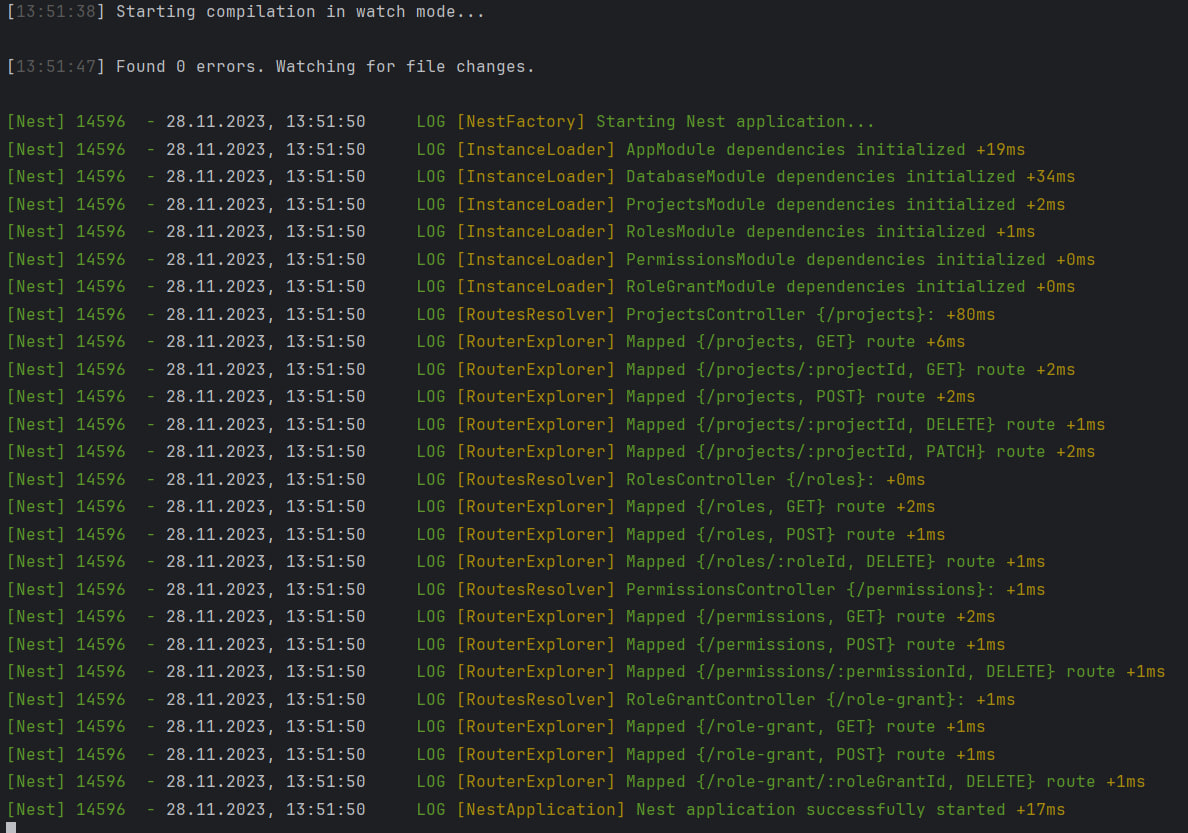 [13:51:38] Starting compilation in watch mode...
[13:51:47] Found 0 errors. Watching for file changes.
[Nest] 14596  - 28.11.2023, 13:51:50     LOG [NestFactory] Starting Nest application...
[Nest] 14596  - 28.11.2023, 13:51:50     LOG [InstanceLoader] AppModule dependencies initialized +19ms
[Nest] 14596  - 28.11.2023, 13:51:50     LOG [InstanceLoader] DatabaseModule dependencies initialized +34ms
[Nest] 14596  - 28.11.2023, 13:51:50     LOG [InstanceLoader] ProjectsModule dependencies initialized +2ms
[Nest] 14596  - 28.11.2023, 13:51:50     LOG [InstanceLoader] RolesModule dependencies initialized +1ms
[Nest] 14596  - 28.11.2023, 13:51:50     LOG [InstanceLoader] PermissionsModule dependencies initialized +0ms
[Nest] 14596  - 28.11.2023, 13:51:50     LOG [InstanceLoader] RoleGrantModule dependencies initialized +0ms
[Nest] 14596  - 28.11.2023, 13:51:50     LOG [RoutesResolver] ProjectsController {/projects}: +80ms
[Nest] 14596  - 28.11.2023, 13:51:50     LOG [RouterExplorer] Mapped {/projects, GET} route +6ms
[Nest] 14596  - 28.11.2023, 13:51:50     LOG [RouterExplorer] Mapped {/projects/:projectId, GET} route +2ms
[Nest] 14596  - 28.11.2023, 13:51:50     LOG [RouterExplorer] Mapped {/projects, POST} route +2ms
[Nest] 14596  - 28.11.2023, 13:51:50     LOG [RouterExplorer] Mapped {/projects/:projectId, DELETE} route +1ms
[Nest] 14596  - 28.11.2023, 13:51:50     LOG [RouterExplorer] Mapped {/projects/:projectId, PATCH} route +2ms
[Nest] 14596  - 28.11.2023, 13:51:50     LOG [RoutesResolver] RolesController {/roles}: +0ms
[Nest] 14596  - 28.11.2023, 13:51:50     LOG [RouterExplorer] Mapped {/roles, GET} route +2ms
[Nest] 14596  - 28.11.2023, 13:51:50     LOG [RouterExplorer] Mapped {/roles, POST} route +1ms
[Nest] 14596  - 28.11.2023, 13:51:50     LOG [RouterExplorer] Mapped {/roles/:roleId, DELETE} route +1ms
[Nest] 14596  - 28.11.2023, 13:51:50     LOG [RoutesResolver] PermissionsController {/permissions}: +1ms
[Nest] 14596  - 28.11.2023, 13:51:50     LOG [RouterExplorer] Mapped {/permissions, GET} route +2ms
[Nest] 14596  - 28.11.2023, 13:51:50     LOG [RouterExplorer] Mapped {/permissions, POST} route +1ms
[Nest] 14596  - 28.11.2023, 13:51:50     LOG [RouterExplorer] Mapped {/permissions/:permissionId, DELETE} route +1ms
[Nest] 14596  - 28.11.2023, 13:51:50     LOG [RoutesResolver] RoleGrantController {/role-grant}: +1ms
[Nest] 14596  - 28.11.2023, 13:51:50     LOG [RouterExplorer] Mapped {/role-grant, GET} route +1ms
[Nest] 14596  - 28.11.2023, 13:51:50     LOG [RouterExplorer] Mapped {/role-grant, POST} route +1ms
[Nest] 14596  - 28.11.2023, 13:51:50     LOG [RouterExplorer] Mapped {/role-grant/:roleGrantId, DELETE} route +1ms
[Nest] 14596  - 28.11.2023, 13:51:50     LOG [NestApplication] Nest application successfully started +17ms